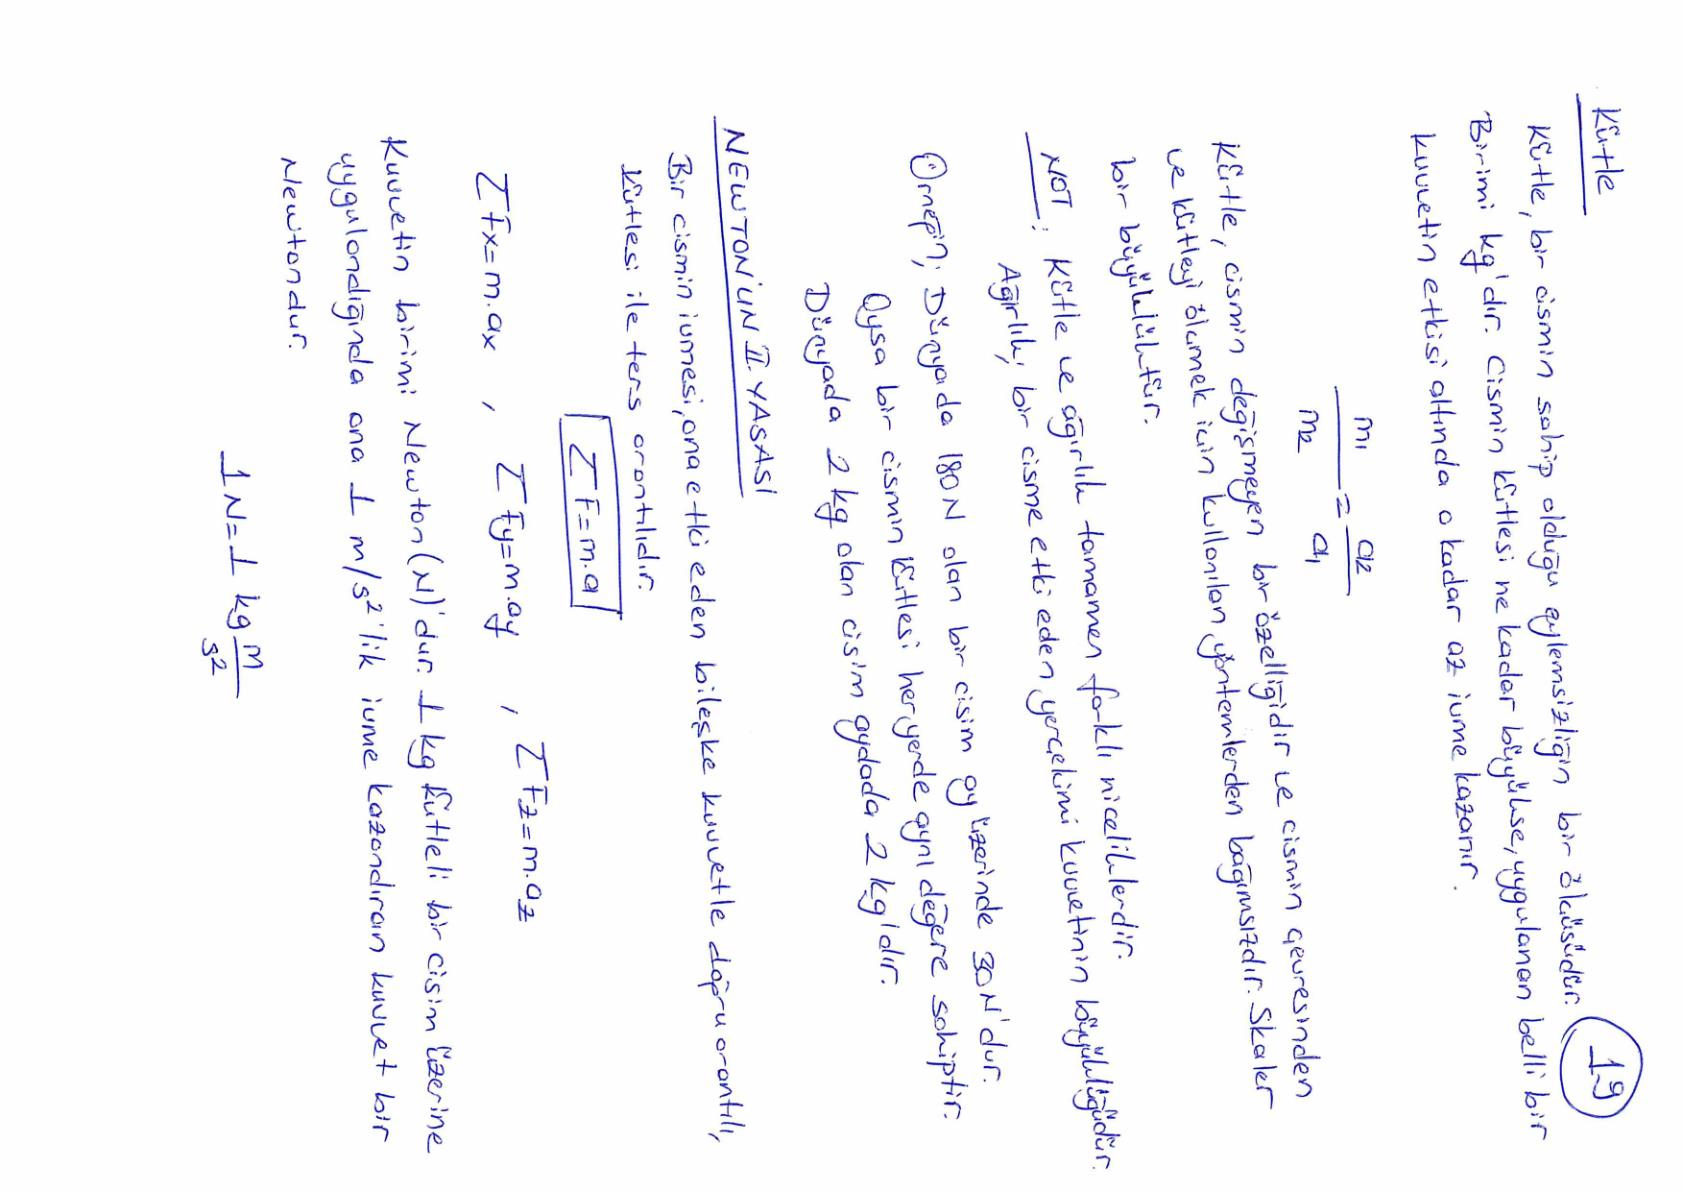 19
Kütle
Kütle, bir cismin sahip olduğu eylemsizliğin bir ölçüsüdür.
Birimi kg'dır. Cismin kütlesi ne kadar büyükse, uygulanan belli bir
kuvvetin etkisi altında o kadar az ivme kazanır.
m1/m2 = a2/a1
Kütle, cismin değişmeyen bir özelliğidir ve cismin çevresinden
ve kütleyi ölçmek için kullanılan yöntemlerden bağımsızdır. Skaler
bir büyüklüktür.
NOT: Kütle ve ağırlık tamamen farklı niceliklerdir.
Ağırlık, bir cisme etki eden yerçekimi kuvvetinin büyüklüğüdür.
Örneğin; Dünyada 180N olan bir cisim ay üzerinde 30N'dur.
Oysa bir cismin kütlesi heryerde aynı değere sahiptir.
Dünyada 2 kg olan cisim aydada 2 kg'dır.
NEWTON'UN II. YASASI
Bir cismin ivmesi, ona etki eden bileşke kuvvetle doğru orantılı,
kütlesi ile ters orantılıdır.
ΣF=m.a
ΣFx=m.ax , ΣFy=m.ay , ΣFz=m.az
Kuvvetin birimi Newton(N)'dur. 1 kg kütleli bir cisim üzerine
uygulandığında ona 1 m/s²'lik ivme kazandıran kuvvet bir
Newtondur.
1N=1 kg m/s²